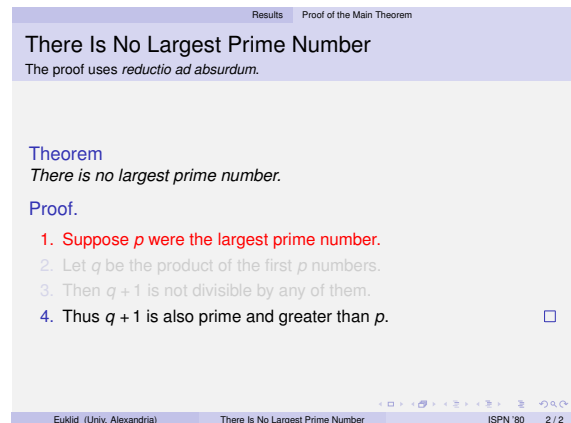 Results Proof of the Main Theorem
There Is No Largest Prime Number
The proof uses reductio ad absurdum.
Theorem
There is no largest prime number.
Proof.
1. Suppose p were the largest prime number.
2. Let q be the product of the first p numbers.
3. Then q + 1 is not divisible by any of them.
4. Thus q + 1 is also prime and greater than p.
Euklid (Univ. Alexandria) There Is No Largest Prime Number ISPN '80 2 / 2